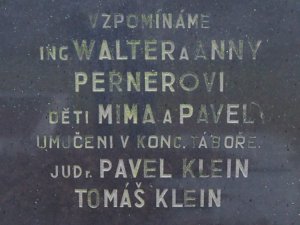 VZPOMÍNÁME
ING WALTER A ANNY
PERNEROVI
DĚTI MIMA A PAVEL
UMUČENI V KONC. TÁBOŘE.
JUDr. PAVEL KLEIN
TOMÁŠ KLEIN